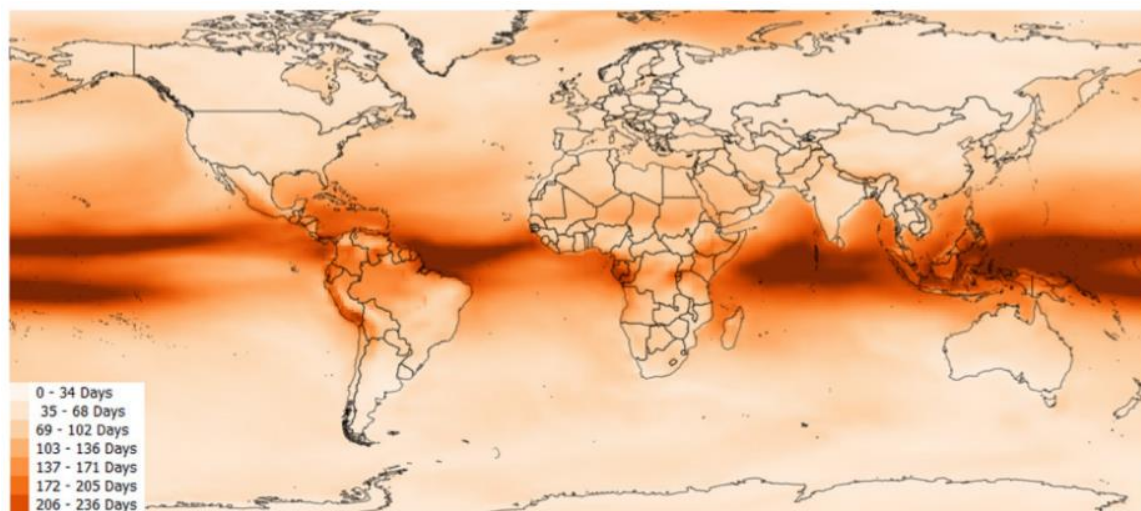 0 - 34 Days
35 - 68 Days
69 - 102 Days
103 - 136 Days
137 - 171 Days
172 - 205 Days
206 - 236 Days